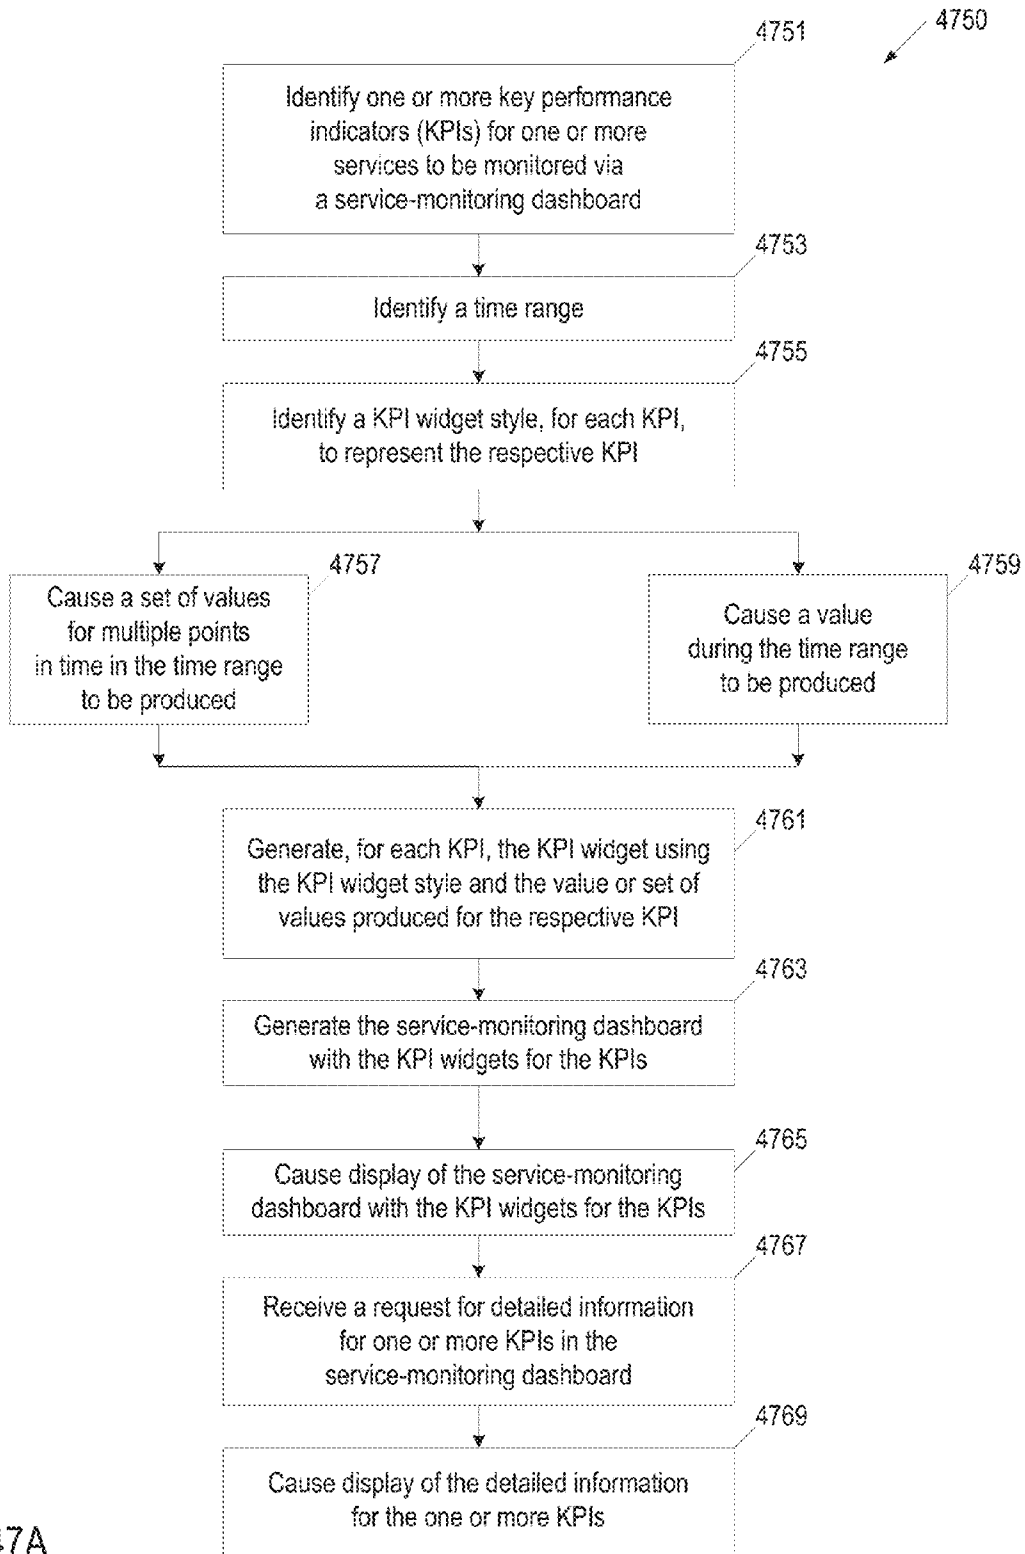 4750
4751
Identify one or more key performance
indicators (KPIs) for one or more
services to be monitored via
a service-monitoring dashboard
4753
Identify a time range
4755
Identify a KPI widget style, for each KPI,
to represent the respective KPI
4757
Cause a set of values
for multiple points
in time in the time range
to be produced
4759
Cause a value
during the time range
to be produced
4761
Generate, for each KPI, the KPI widget using
the KPI widget style and the value or set of
values produced for the respective KPI
4763
Generate the service-monitoring dashboard
with the KPI widgets for the KPIs
4765
Cause display of the service-monitoring
dashboard with the KPI widgets for the KPIs
4767
Receive a request for detailed information
for one or more KPIs in the
service-monitoring dashboard
4769
Cause display of the detailed information
for the one or more KPIs